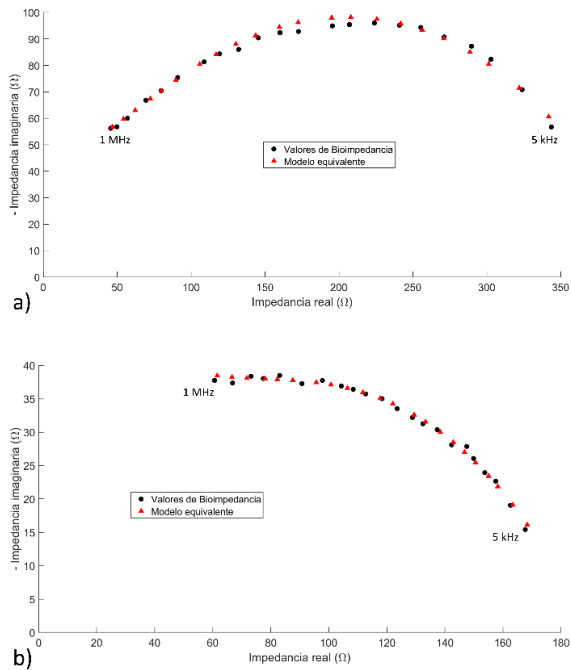 100
90
80
70
60
50
40
30
20
10
0
- Impedancia imaginaria (Ω)
1 MHz
5 kHz
Valores de Bioimpedancia
Modelo equivalente
0 50 100 150 200 250 300 350
Impedancia real (Ω)
a)
40
35
30
25
20
15
10
5
0
- Impedancia imaginaria (Ω)
1 MHz
5 kHz
Valores de Bioimpedancia
Modelo equivalente
0 20 40 60 80 100 120 140 160 180
Impedancia real (Ω)
b)